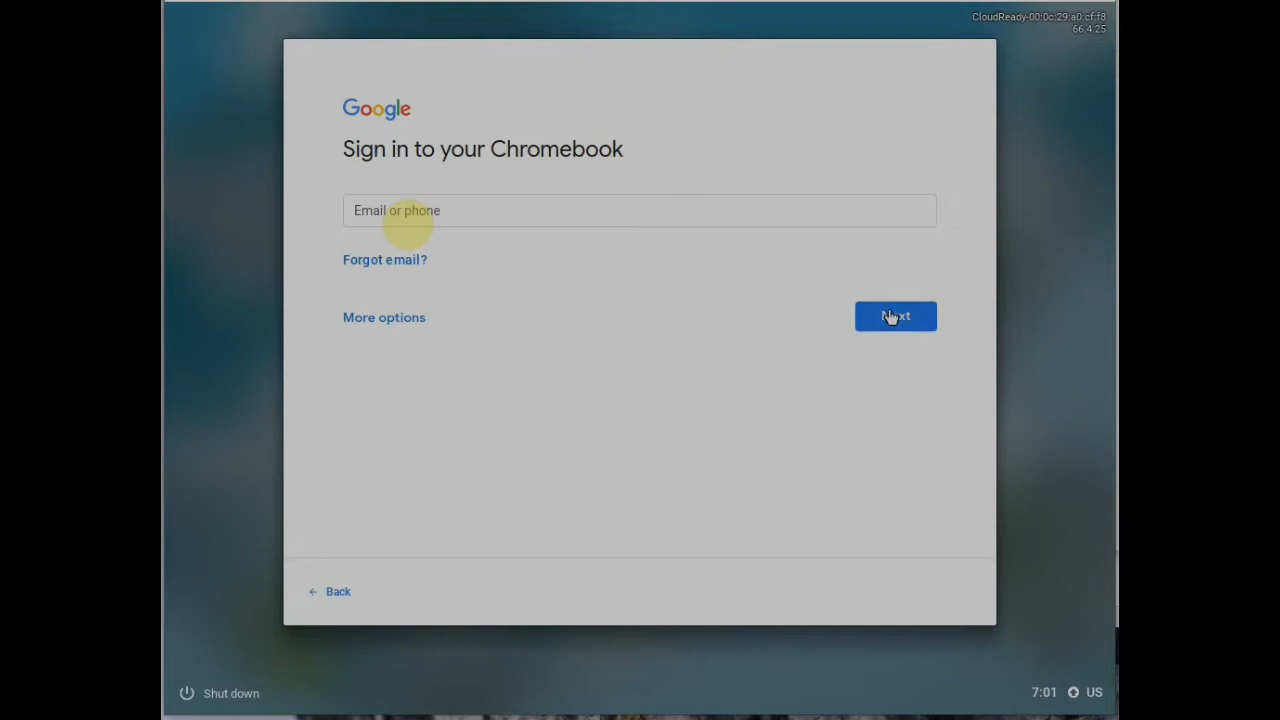 CloudReady-00:0c:29:a0:cf:f8
66.4.25
Google
Sign in to your Chromebook
Email or phone
Forgot email?
More options
Next
Back
Shut down
7:01
US